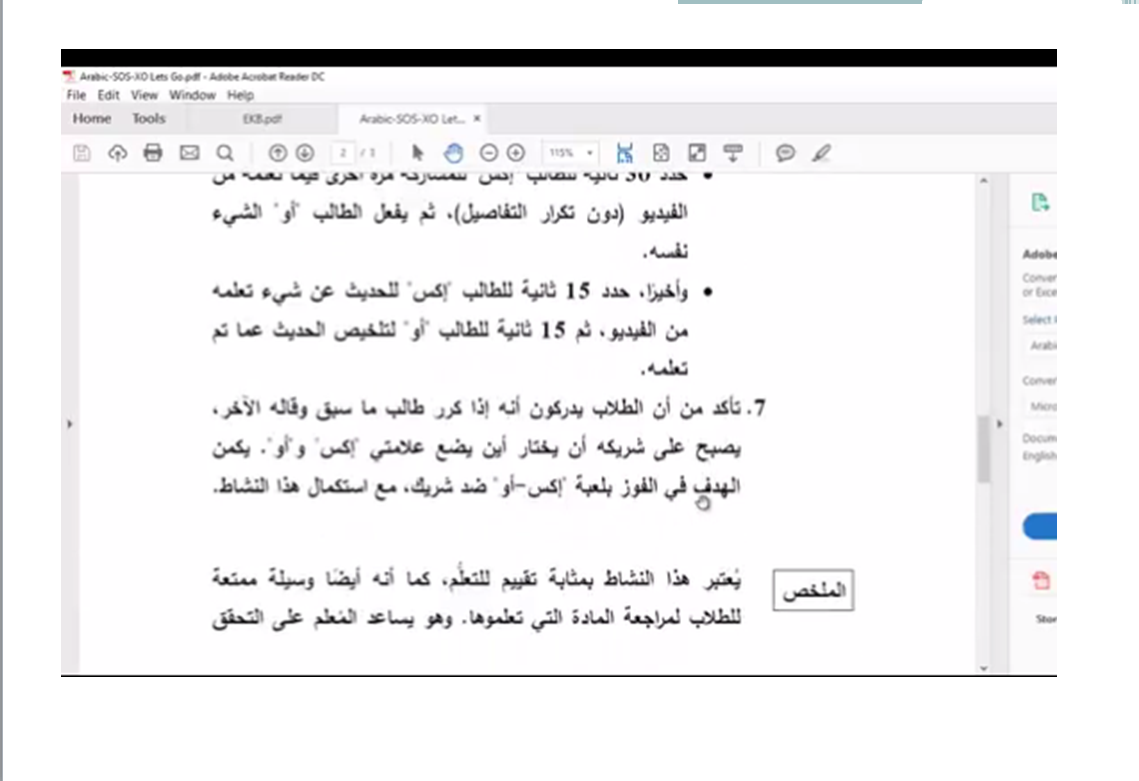 Arabic-SOS-XO Lets Go.pdf - Adobe Acrobat Reader DC
File Edit View Window Help
Home Tools EKB.pdf Arabic-SOS-XO Let... ×
2 / 3 115%
• حدد 30 ثانية للطالب "إكس" للمشاركة مرة أخرى فيما تعلمه من
الفيديو (دون تكرار التفاصيل)، ثم يفعل الطالب "أو" الشيء
نفسه.
• وأخيرًا، حدد 15 ثانية للطالب "إكس" للحديث عن شيء تعلمه
من الفيديو، ثم 15 ثانية للطالب "أو" لتلخيص الحديث عما تم
تعلمه.
7. تأكد من أن الطلاب يدركون أنه إذا كرر طالب ما سبق وقاله الآخر،
يصبح على شريكه أن يختار أين يضع علامتي "إكس" و"أو". يكمن
الهدف في الفوز بلعبة "إكس-أو" ضد شريك، مع استكمال هذا النشاط.
الملخص
يُعتبر هذا النشاط بمثابة تقييم للتعلُّم، كما أنه أيضًا وسيلة ممتعة
للطلاب لمراجعة المادة التي تعلموها. وهو يساعد المُعلم على التحقق
Adobe
Conver
or Exce
Select
Arabi
Conver
Micro
Docum
English
Stor